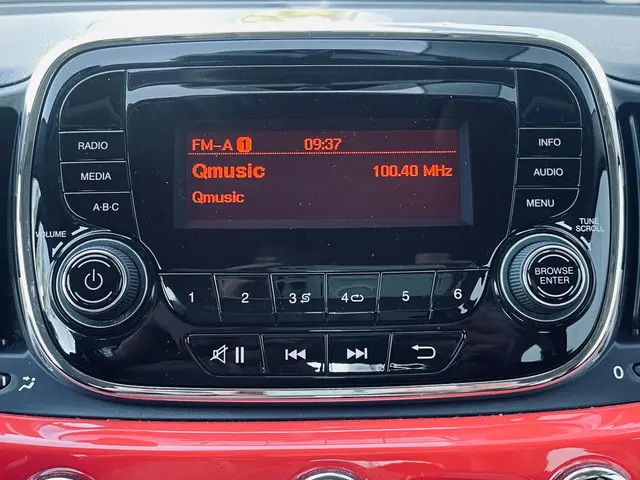 FM-A 1 09:37
Qmusic 100.40 MHz
Qmusic
RADIO
MEDIA
A-B-C
INFO
AUDIO
MENU
VOLUME
TUNE
SCROLL
BROWSE
ENTER
1 2 3 4 5 6
0